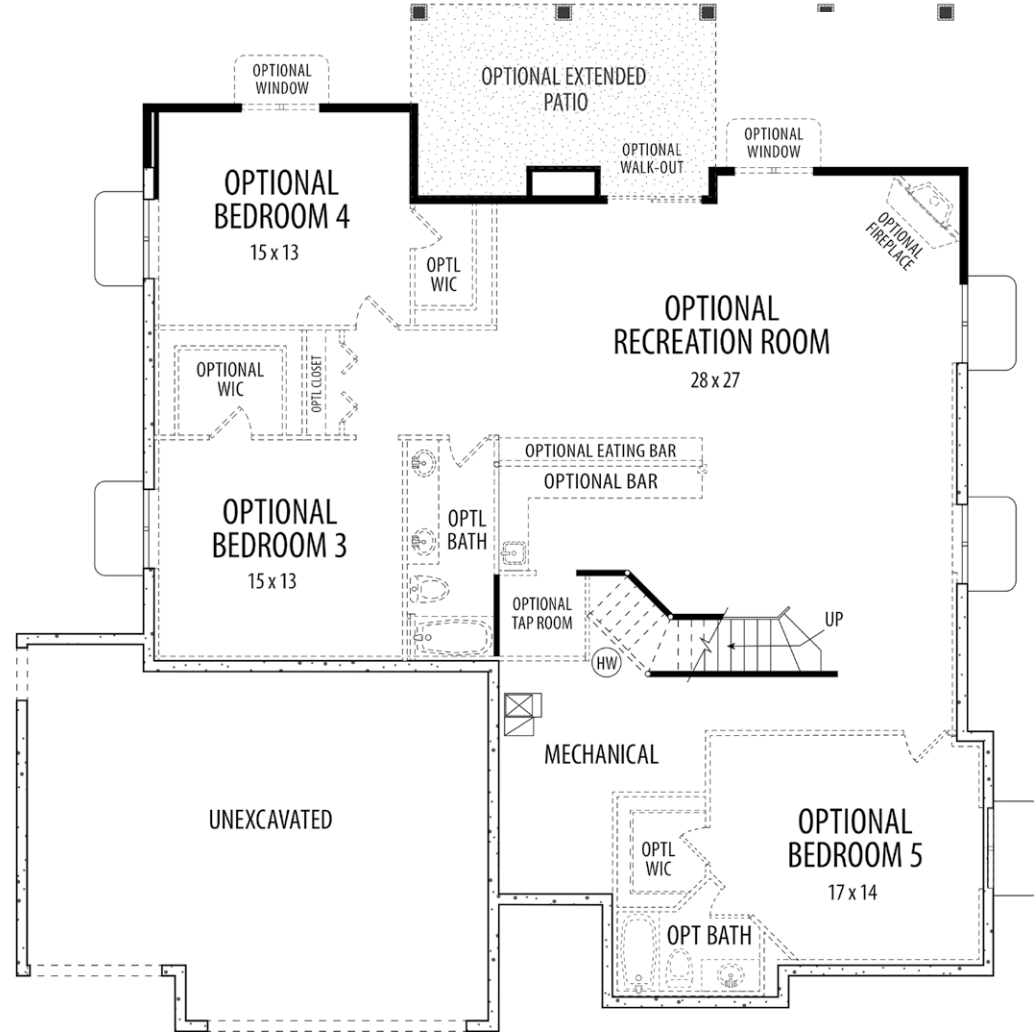 OPTIONAL
WINDOW
OPTIONAL EXTENDED
PATIO
OPTIONAL
WALK-OUT
OPTIONAL
WINDOW
OPTIONAL
BEDROOM 4
15 x 13
OPTL
WIC
OPTIONAL
FIREPLACE
OPTIONAL
RECREATION ROOM
28 x 27
OPTIONAL
WIC
OPTL CLOSET
OPTIONAL EATING BAR
OPTIONAL BAR
OPTIONAL
BEDROOM 3
15 x 13
OPTL
BATH
OPTIONAL
TAP ROOM
UP
HW
MECHANICAL
UNEXCAVATED
OPTL
WIC
OPTIONAL
BEDROOM 5
17 x 14
OPT BATH